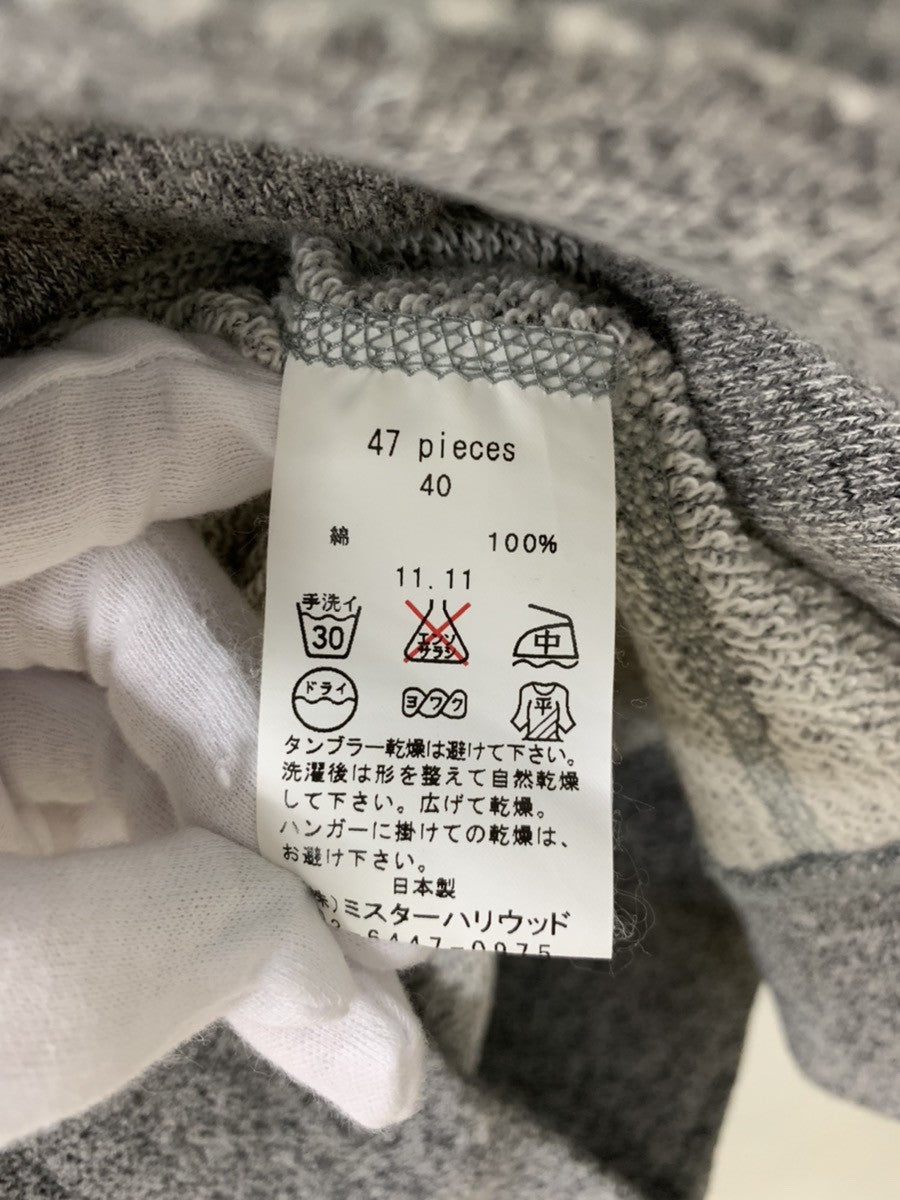 47 pieces
40
綿 100%
11.11
手洗イ
30
エンソ
サラシ
中
ドライ
ヨワク
平
タンブラー乾燥は避けて下さい。
洗濯後は形を整えて自然乾燥
して下さい。広げて乾燥。
ハンガーに掛けての乾燥は、
お避け下さい。
日本製
株)ミスターハリウッド
6447-0975